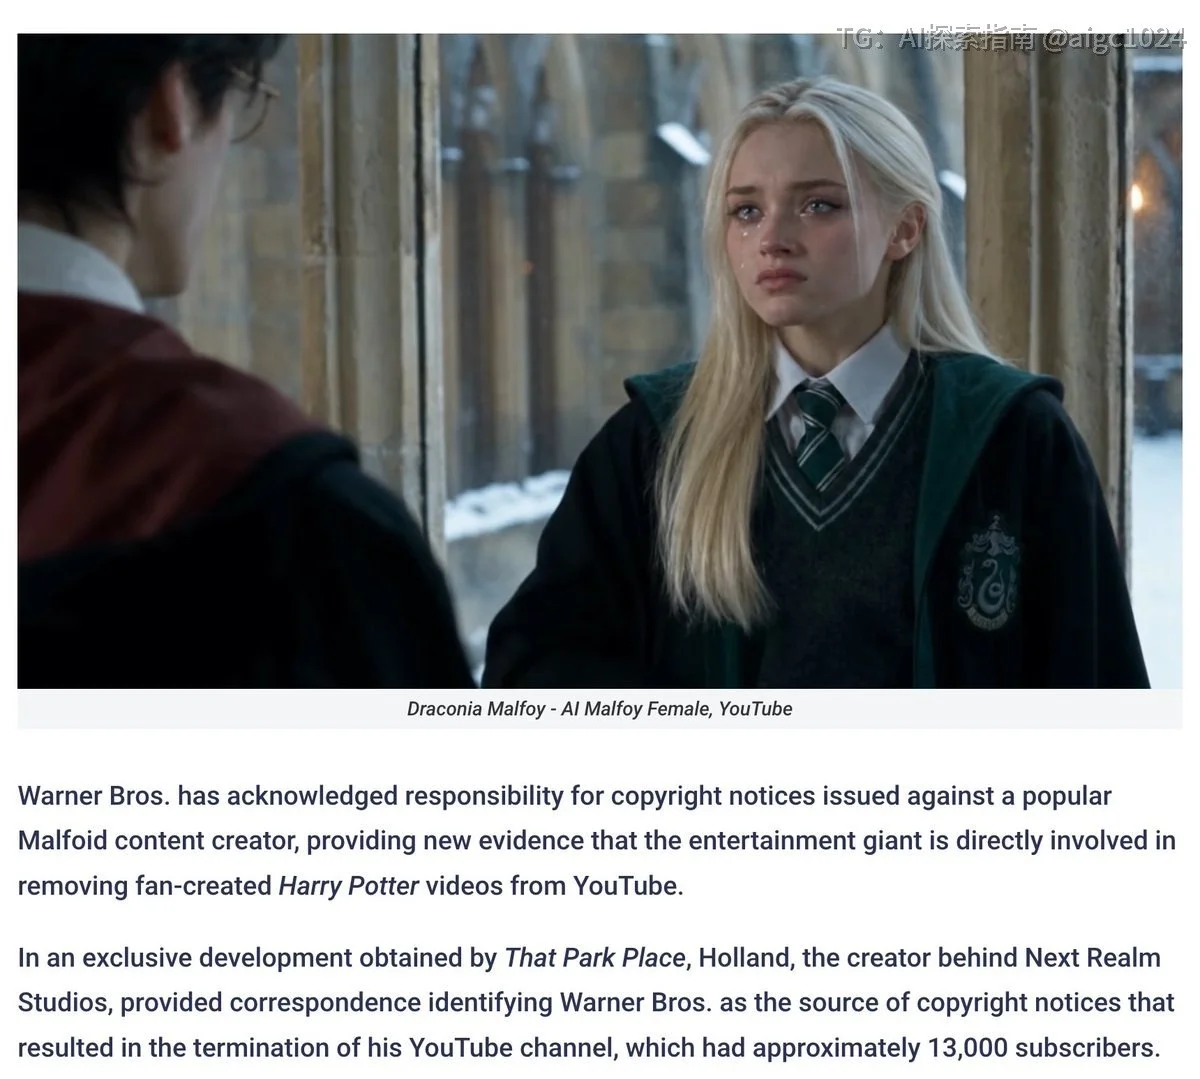 TG：AI探索指南 @aigc1024
Draconia Malfoy - AI Malfoy Female, YouTube
Warner Bros. has acknowledged responsibility for copyright notices issued against a popular
Malfoid content creator, providing new evidence that the entertainment giant is directly involved in
removing fan-created Harry Potter videos from YouTube.
In an exclusive development obtained by That Park Place, Holland, the creator behind Next Realm
Studios, provided correspondence identifying Warner Bros. as the source of copyright notices that
resulted in the termination of his YouTube channel, which had approximately 13,000 subscribers.